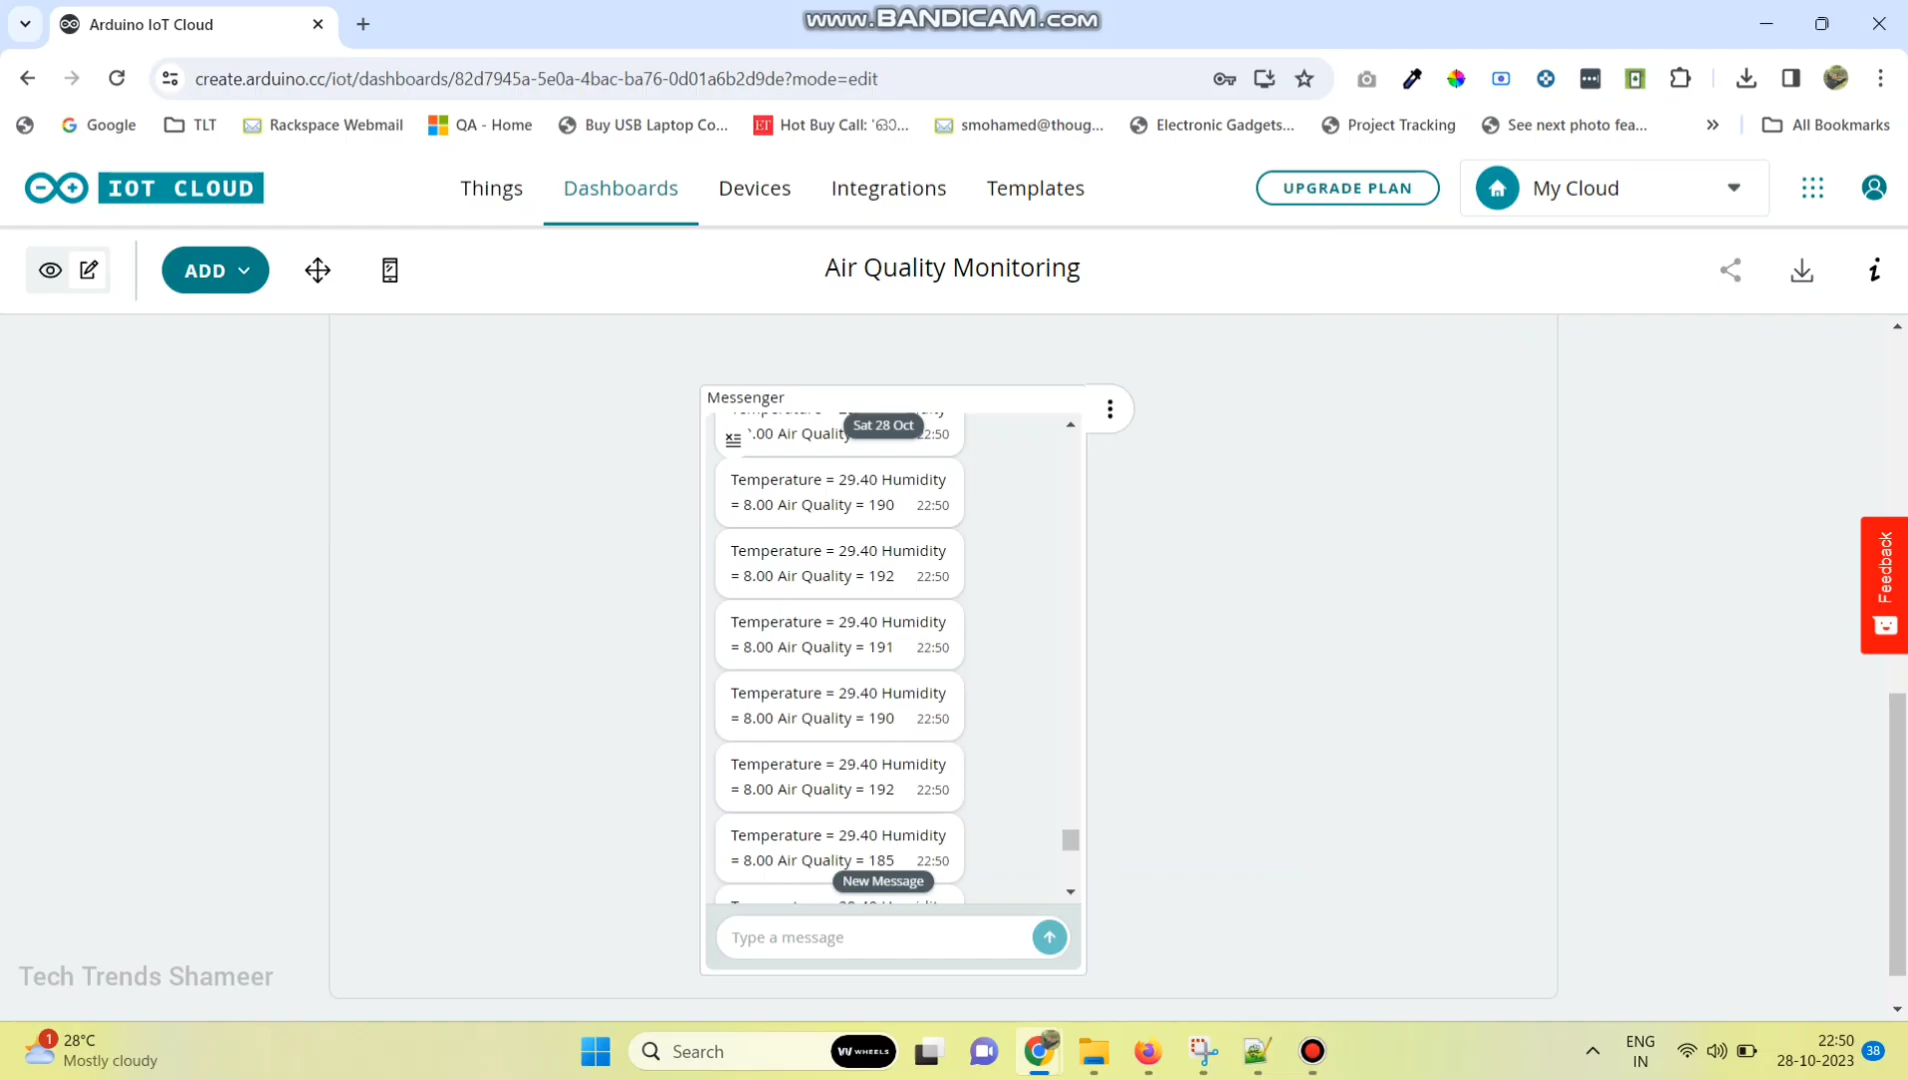 Arduino IoT Cloud
www.BANDICAM.com
create.arduino.cc/iot/dashboards/82d7945a-5e0a-4bac-ba76-0d01a6b2d9de?mode=edit
Google
TLT
Rackspace Webmail
QA - Home
Buy USB Laptop Co...
ET
Hot Buy Call: 'ഓാ...
smohamed@thoug...
Electronic Gadgets...
Project Tracking
See next photo fea...
All Bookmarks
IOT CLOUD
Things
Dashboards
Devices
Integrations
Templates
UPGRADE PLAN
My Cloud
ADD
Air Quality Monitoring
Messenger
Sat 28 Oct
.00 Air Quality 22:50
Temperature = 29.40 Humidity
= 8.00 Air Quality = 190 22:50
Temperature = 29.40 Humidity
= 8.00 Air Quality = 192 22:50
Temperature = 29.40 Humidity
= 8.00 Air Quality = 191 22:50
Temperature = 29.40 Humidity
= 8.00 Air Quality = 190 22:50
Temperature = 29.40 Humidity
= 8.00 Air Quality = 192 22:50
Temperature = 29.40 Humidity
= 8.00 Air Quality = 185 22:50
New Message
Type a message
Feedback
Tech Trends Shameer
1
28°C
Mostly cloudy
Search
WHEELS
ENG
IN
22:50
28-10-2023
38